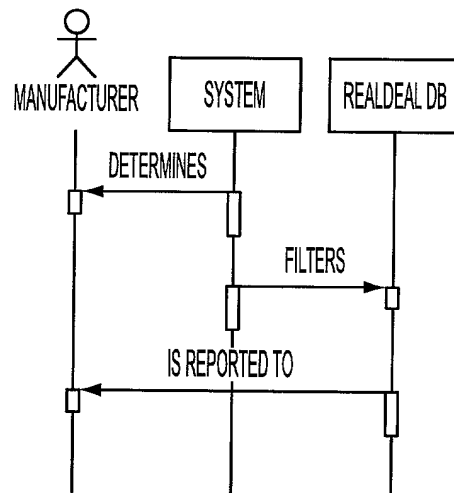 MANUFACTURER
SYSTEM
REALDEAL DB
DETERMINES
FILTERS
IS REPORTED TO